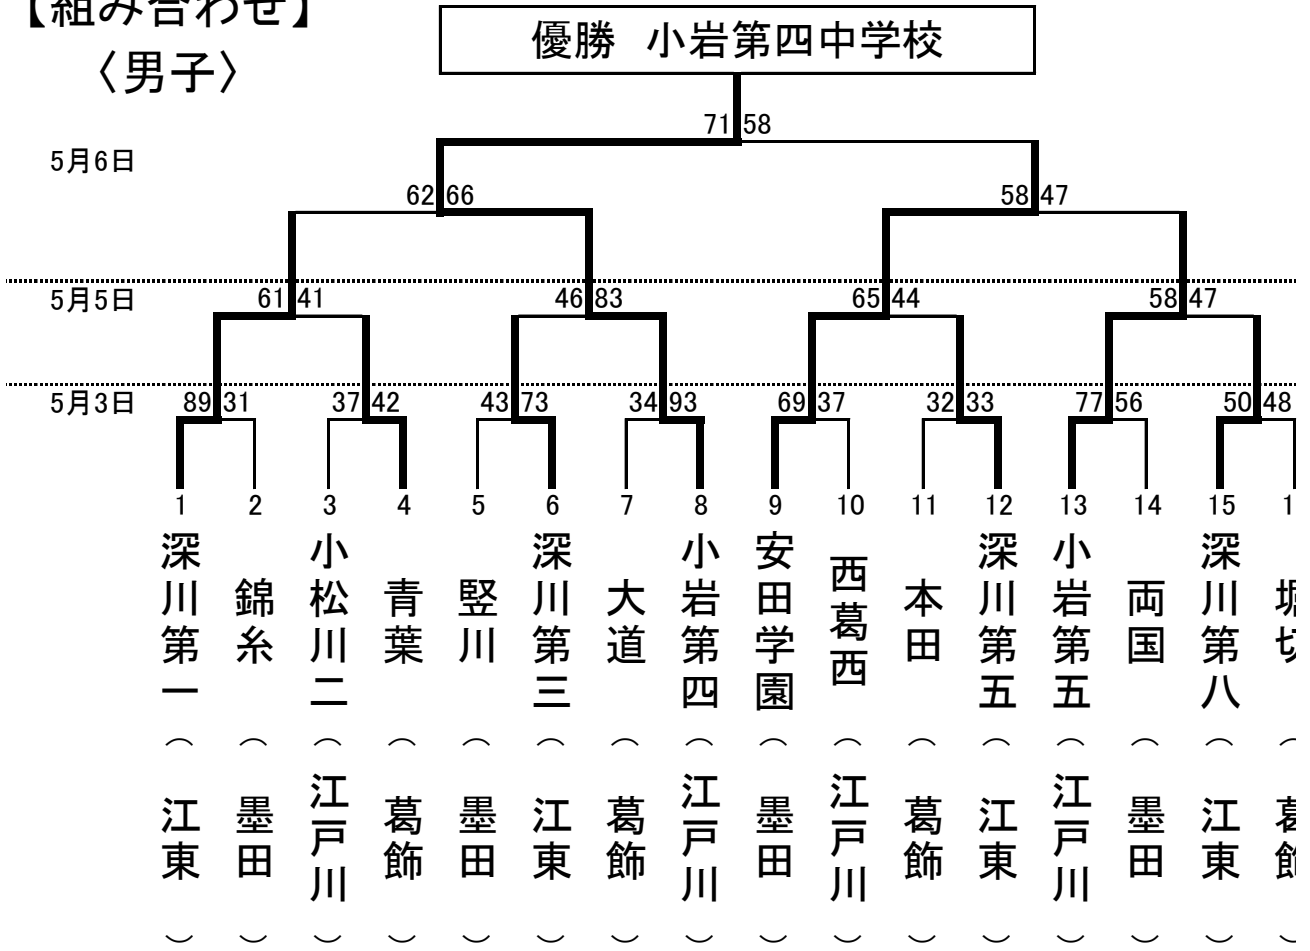 【組み合わせ】
〈男子〉
優勝 小岩第四中学校
71 58
5月6日
62 66 58 47
5月5日 61 41 46 83 65 44 58 47
5月3日 89 31 37 42 43 73 34 93 69 37 32 33 77 56 50 48
1 2 3 4 5 6 7 8 9 10 11 12 13 14 15 1
深川第一（江東）
錦糸（墨田）
小松川二（江戸川）
青葉（葛飾）
竪川（墨田）
深川第三（江東）
大道（葛飾）
小岩第四（江戸川）
安田学園（墨田）
西葛西（江戸川）
本田（葛飾）
深川第五（江東）
小岩第五（江戸川）
両国（墨田）
深川第八（江東）
堀切（葛飾）